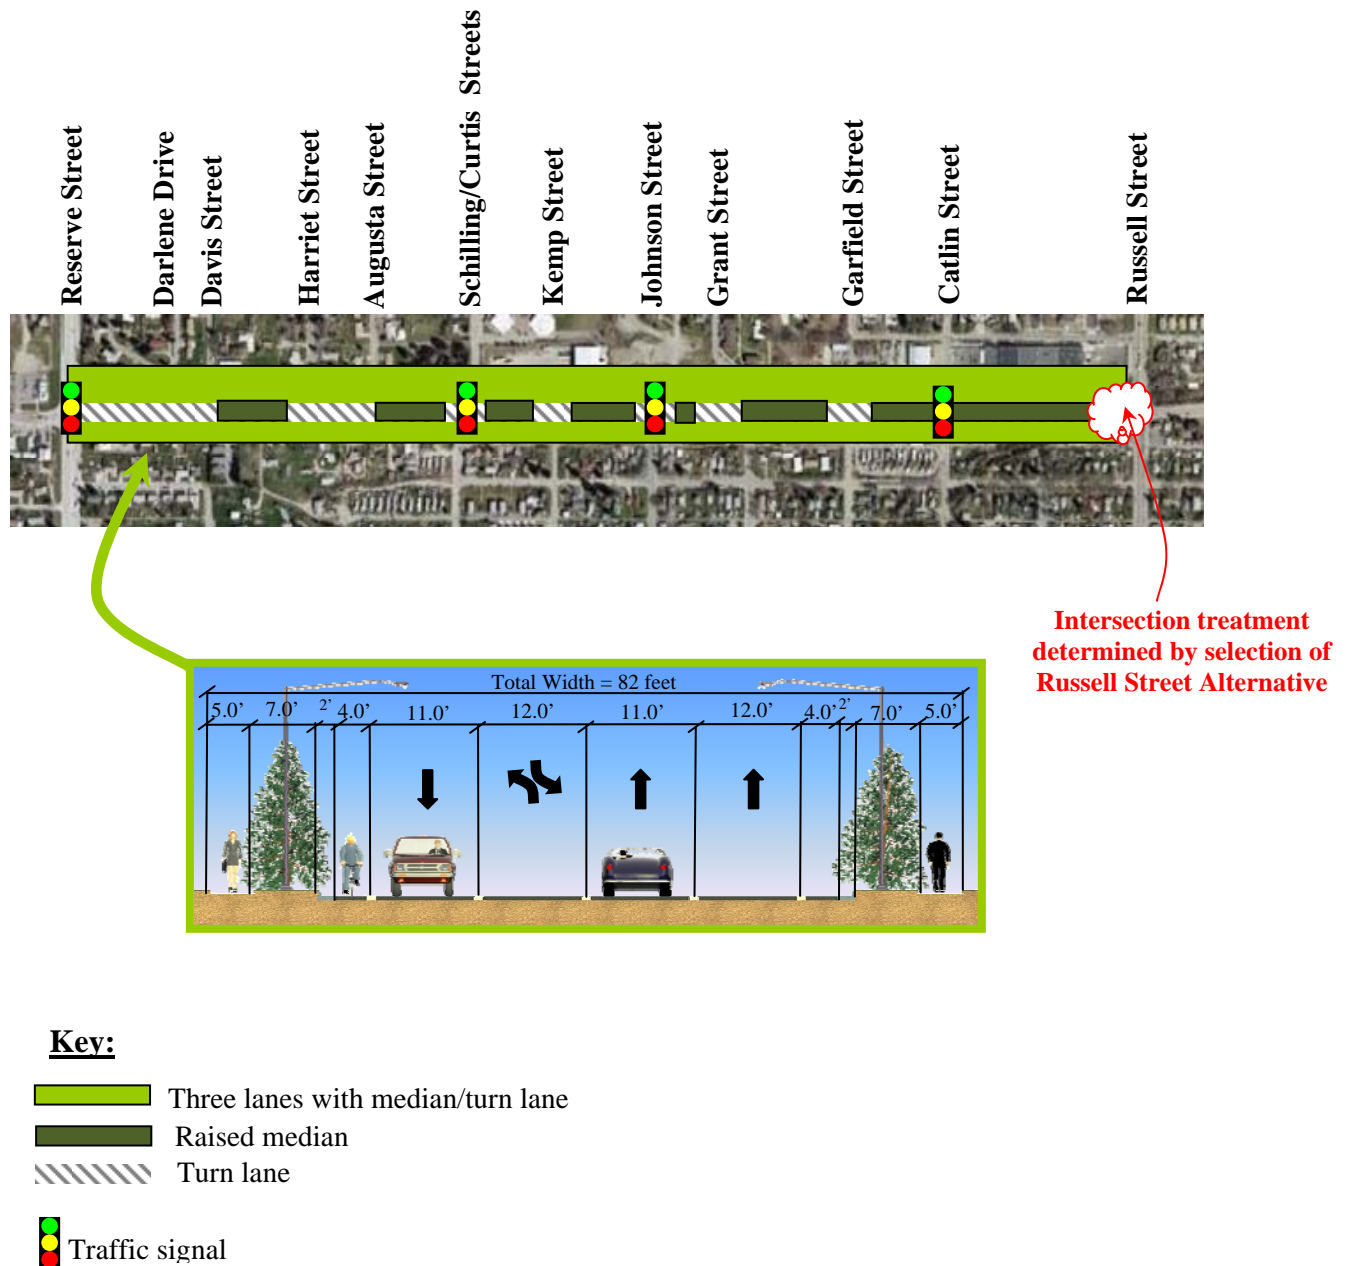 Reserve Street
Darlene Drive
Davis Street
Harriet Street
Augusta Street
Schilling/Curtis Streets
Kemp Street
Johnson Street
Grant Street
Garfield Street
Catlin Street
Russell Street
Intersection treatment
determined by selection of
Russell Street Alternative
Total Width = 82 feet
5.0’ 7.0’ 2’ 4.0’ 11.0’ 12.0’ 11.0’ 12.0’ 4.0’ 2’ 7.0’ 5.0’
Key:
Three lanes with median/turn lane
Raised median
Turn lane
Traffic signal